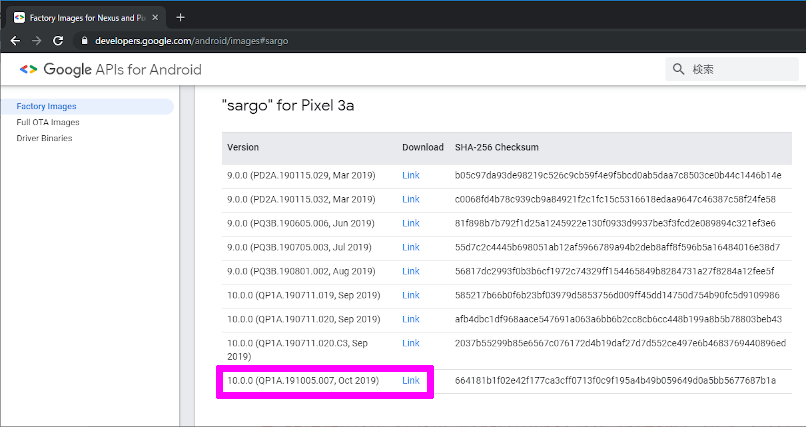 Factory Images for Nexus and Pix
developers.google.com/android/images#sargo
Google APIs for Android
検索
Factory Images
Full OTA Images
Driver Binaries
"sargo" for Pixel 3a
Version Download SHA-256 Checksum
9.0.0 (PD2A.190115.029, Mar 2019) Link b05c97da93de98219c526c9cb59f4e9f5bcd0ab5daa7c8503ce0b44c1446b14e
9.0.0 (PD2A.190115.032, Mar 2019) Link c0068fd4b78c939cb9a84921f2c1fc15c5316618edaa9647c46387c58f24fe58
9.0.0 (PQ3B.190605.006, Jun 2019) Link 81f898b7b792f1d25a1245922e130f0933d9937be3f3fcd2e089894c321ef3e6
9.0.0 (PQ3B.190705.003, Jul 2019) Link 55d7c2c4445b698051ab12af5966789a94b2deb8aff8f596b5a16484016e38d7
9.0.0 (PQ3B.190801.002, Aug 2019) Link 56817dc2993f0b3b6cf1972c74329ff154465849b8284731a27f8284a12fee5f
10.0.0 (QP1A.190711.019, Sep 2019) Link 585217b66b0f6b23bf03979d5853756d009ff45dd14750d754b90fc5d9109986
10.0.0 (QP1A.190711.020, Sep 2019) Link afb4dbc1df968aace547691a063a6bb6b2cc8cb6cc448b199a8b5b78803beb43
10.0.0 (QP1A.190711.020.C3, Sep Link 2037b55299b85e6567c076172d4b19daf27d7d552ce497e6b4683769440896ed
2019)
10.0.0 (QP1A.191005.007, Oct 2019) Link 664181b1f02e42f177ca3cff0713f0c9f195a4b49b059649d0a5bb5677687b1a